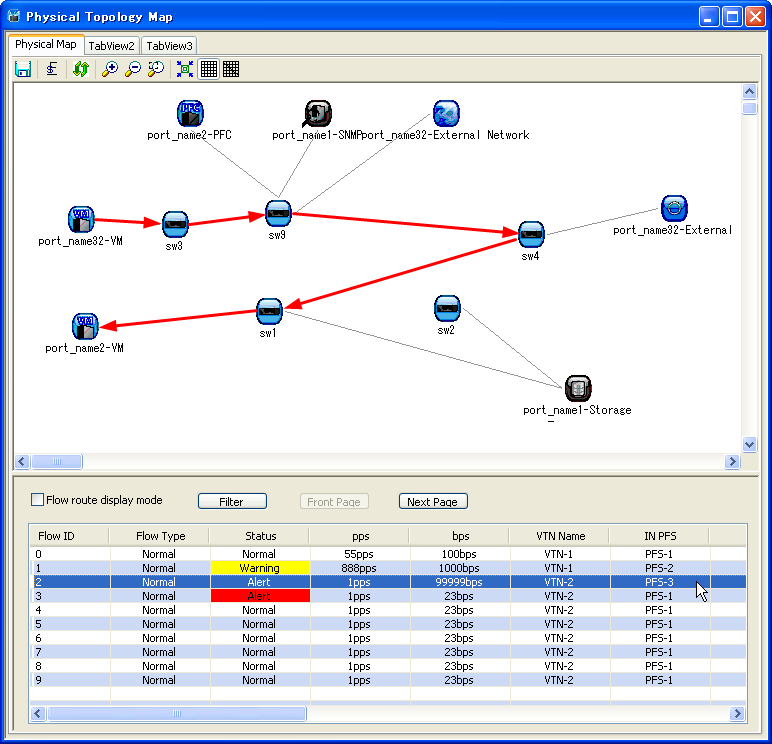 Physical Topology Map
Physical Map TabView2 TabView3
PFC
port_name2-PFC port_name1-SNMP port_name32-External Network
VM
port_name32-VM sw3 sw9 sw4 port_name32-External
VM
port_name2-VM sw1 sw2
port_name1-Storage
Flow route display mode Filter Front Page Next Page
Flow ID Flow Type Status pps bps VTN Name IN PFS
0 Normal Normal 55pps 100bps VTN-1 PFS-1
1 Normal Warning 888pps 1000bps VTN-1 PFS-2
2 Normal Alert 1pps 99999bps VTN-2 PFS-3
3 Normal Alert 1pps 23bps VTN-2 PFS-1
4 Normal Normal 1pps 23bps VTN-2 PFS-1
5 Normal Normal 1pps 23bps VTN-2 PFS-1
6 Normal Normal 1pps 23bps VTN-2 PFS-1
7 Normal Normal 1pps 23bps VTN-2 PFS-1
8 Normal Normal 1pps 23bps VTN-2 PFS-1
9 Normal Normal 1pps 23bps VTN-2 PFS-1